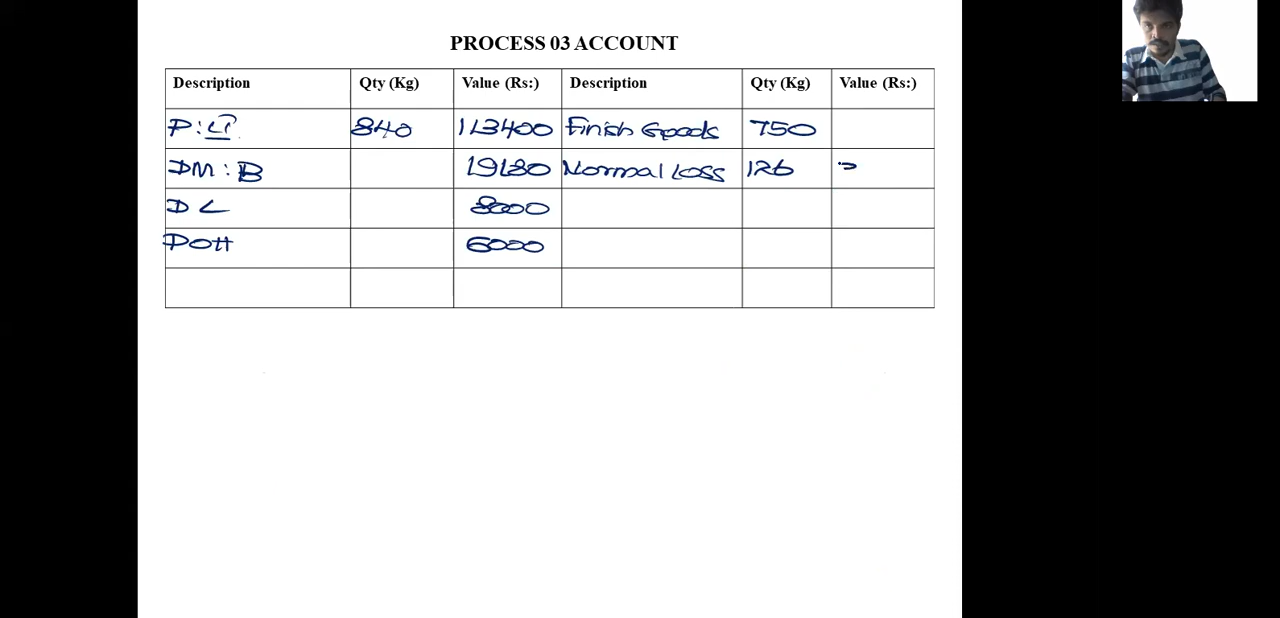 PROCESS 03 ACCOUNT
Description Qty (Kg) Value (Rs:) Description Qty (Kg) Value (Rs:)
P: 840 113400 Finish Goods 750
DM: B 19180 Normal Loss 126
DL 8000
POH 6000